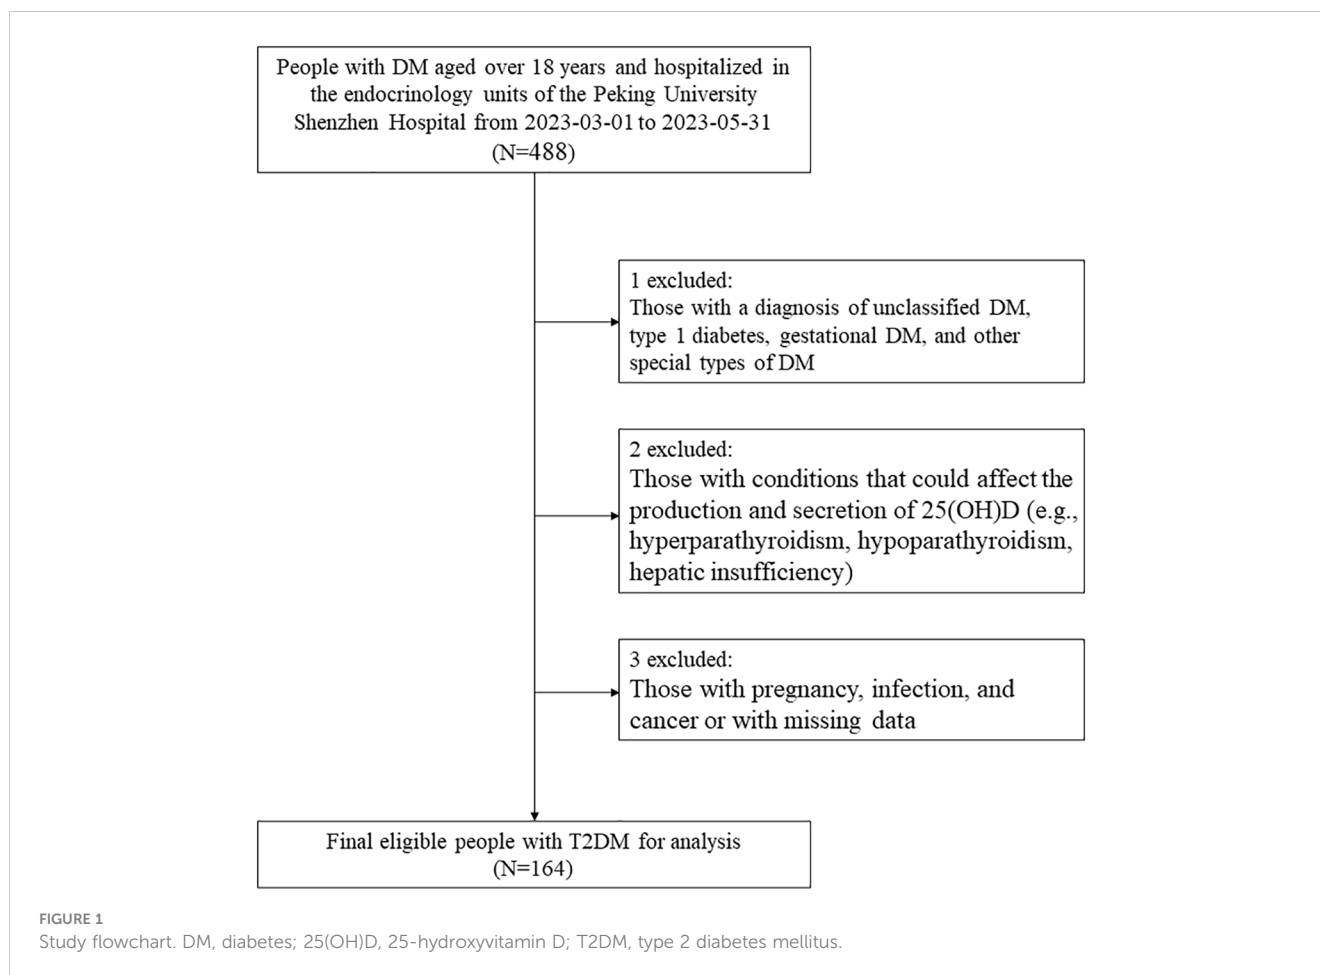 People with DM aged over 18 years and hospitalized in
the endocrinology units of the Peking University
Shenzhen Hospital from 2023-03-01 to 2023-05-31
(N=488)
1 excluded:
Those with a diagnosis of unclassified DM,
type 1 diabetes, gestational DM, and other
special types of DM
2 excluded:
Those with conditions that could affect the
production and secretion of 25(OH)D (e.g.,
hyperparathyroidism, hypoparathyroidism,
hepatic insufficiency)
3 excluded:
Those with pregnancy, infection, and
cancer or with missing data
Final eligible people with T2DM for analysis
(N=164)
FIGURE 1
Study flowchart. DM, diabetes; 25(OH)D, 25-hydroxyvitamin D; T2DM, type 2 diabetes mellitus.